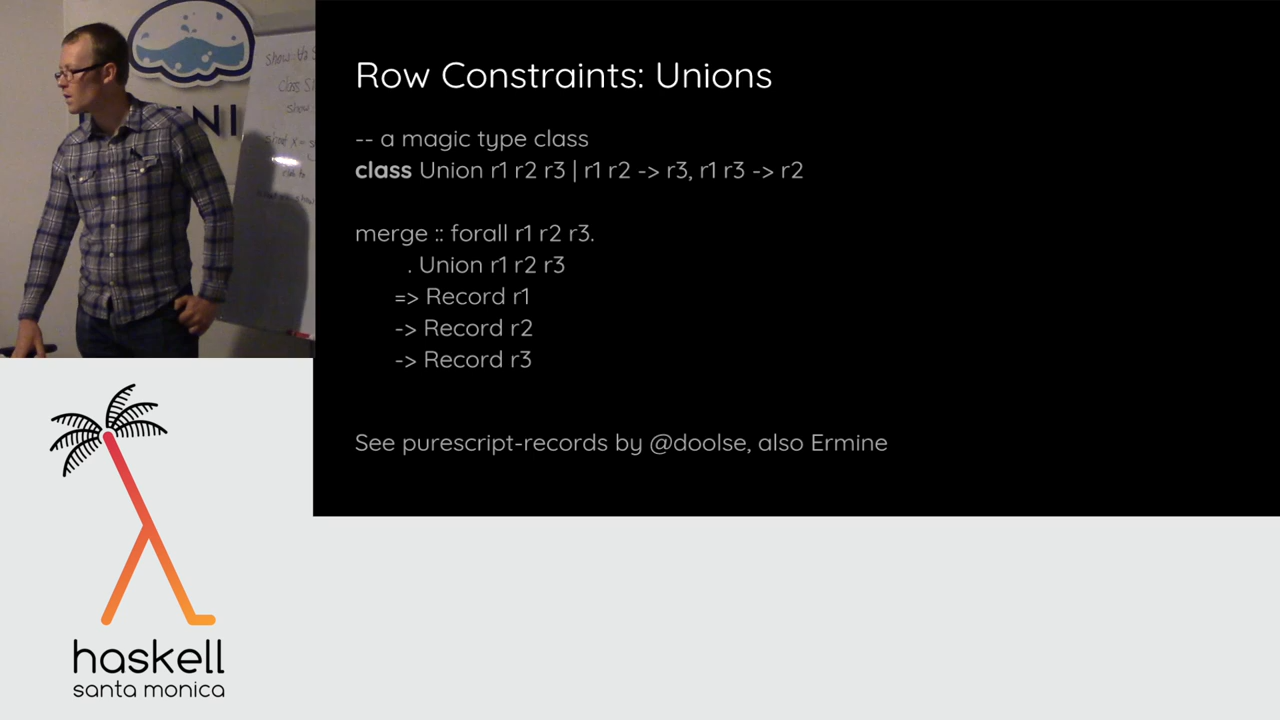 Row Constraints: Unions
-- a magic type class
class Union r1 r2 r3 | r1 r2 -> r3, r1 r3 -> r2
merge :: forall r1 r2 r3.
. Union r1 r2 r3
=> Record r1
-> Record r2
-> Record r3
See purescript-records by @doolse, also Ermine
show
show
haskell
santa monica